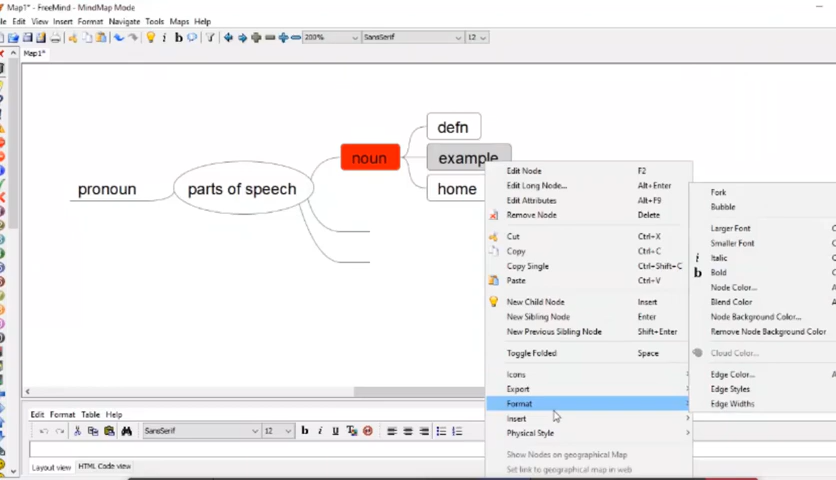 Map1* - FreeMind - MindMap Mode
File Edit View Insert Format Navigate Tools Maps Help
i b 200% SansSerif 12
Map1*
defn
noun
example
home
pronoun
parts of speech
Edit Node F2
Edit Long Node... Alt+Enter
Edit Attributes Alt+F9
Remove Node Delete
Cut Ctrl+X
Copy Ctrl+C
Copy Single Ctrl+Shift+C
Paste Ctrl+V
New Child Node Insert
New Sibling Node Enter
New Previous Sibling Node Shift+Enter
Toggle Folded Space
Icons
Export
Format
Insert
Physical Style
Show Nodes on geographical Map
Set link to geographical map in web
Fork
Bubble
Larger Font
Smaller Font
i Italic
b Bold
Node Color...
Blend Color
Node Background Color...
Remove Node Background Color
Cloud Color...
Edge Color...
Edge Styles
Edge Widths
Edit Format Table Help
SansSerif 12 b i U
Layout view HTML Code view